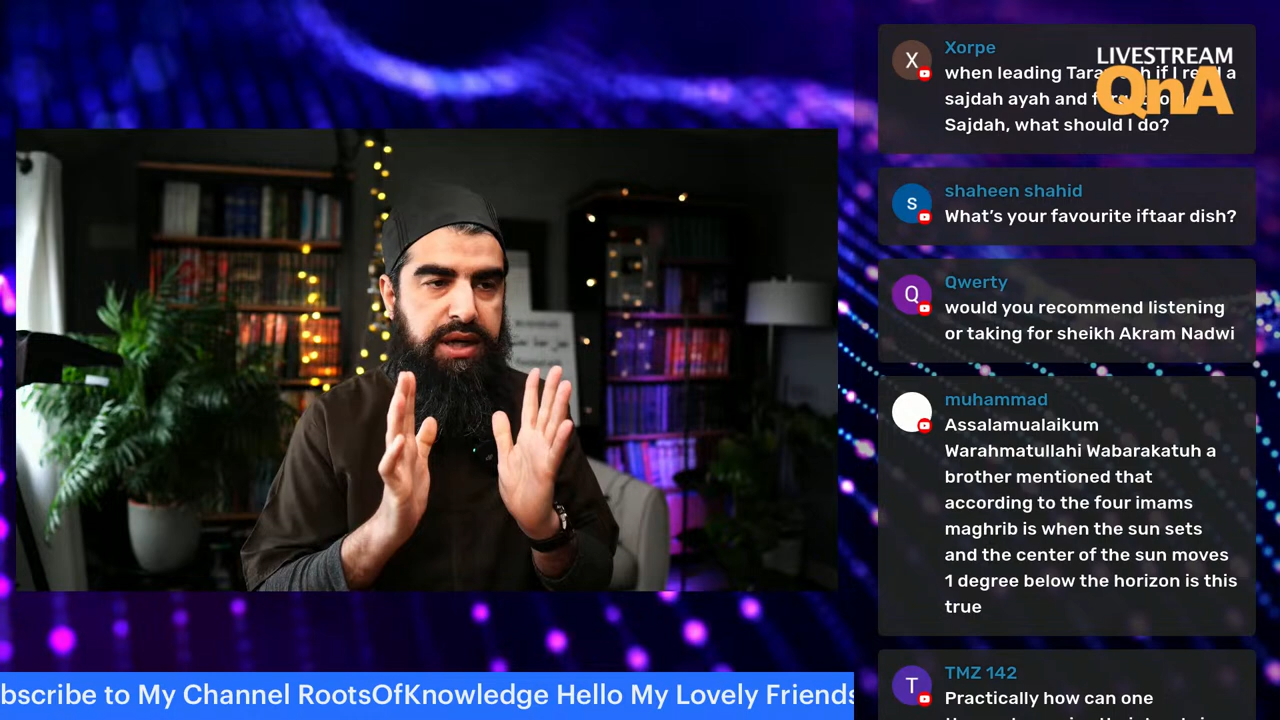 LIVESTREAM
QnA
Xorpe
when leading a
sajdah ayah and
Sajdah, what should I do?
shaheen shahid
What's your favourite iftaar dish?
Qwerty
would you recommend listening
or taking for sheikh Akram Nadwi
muhammad
Assalamualaikum
Warahmatullahi Wabarakatuh a
brother mentioned that
according to the four imams
maghrib is when the sun sets
and the center of the sun moves
1 degree below the horizon is this
true
TMZ 142
Practically how can one
bscribe to My Channel RootsOfKnowledge Hello My Lovely Friends